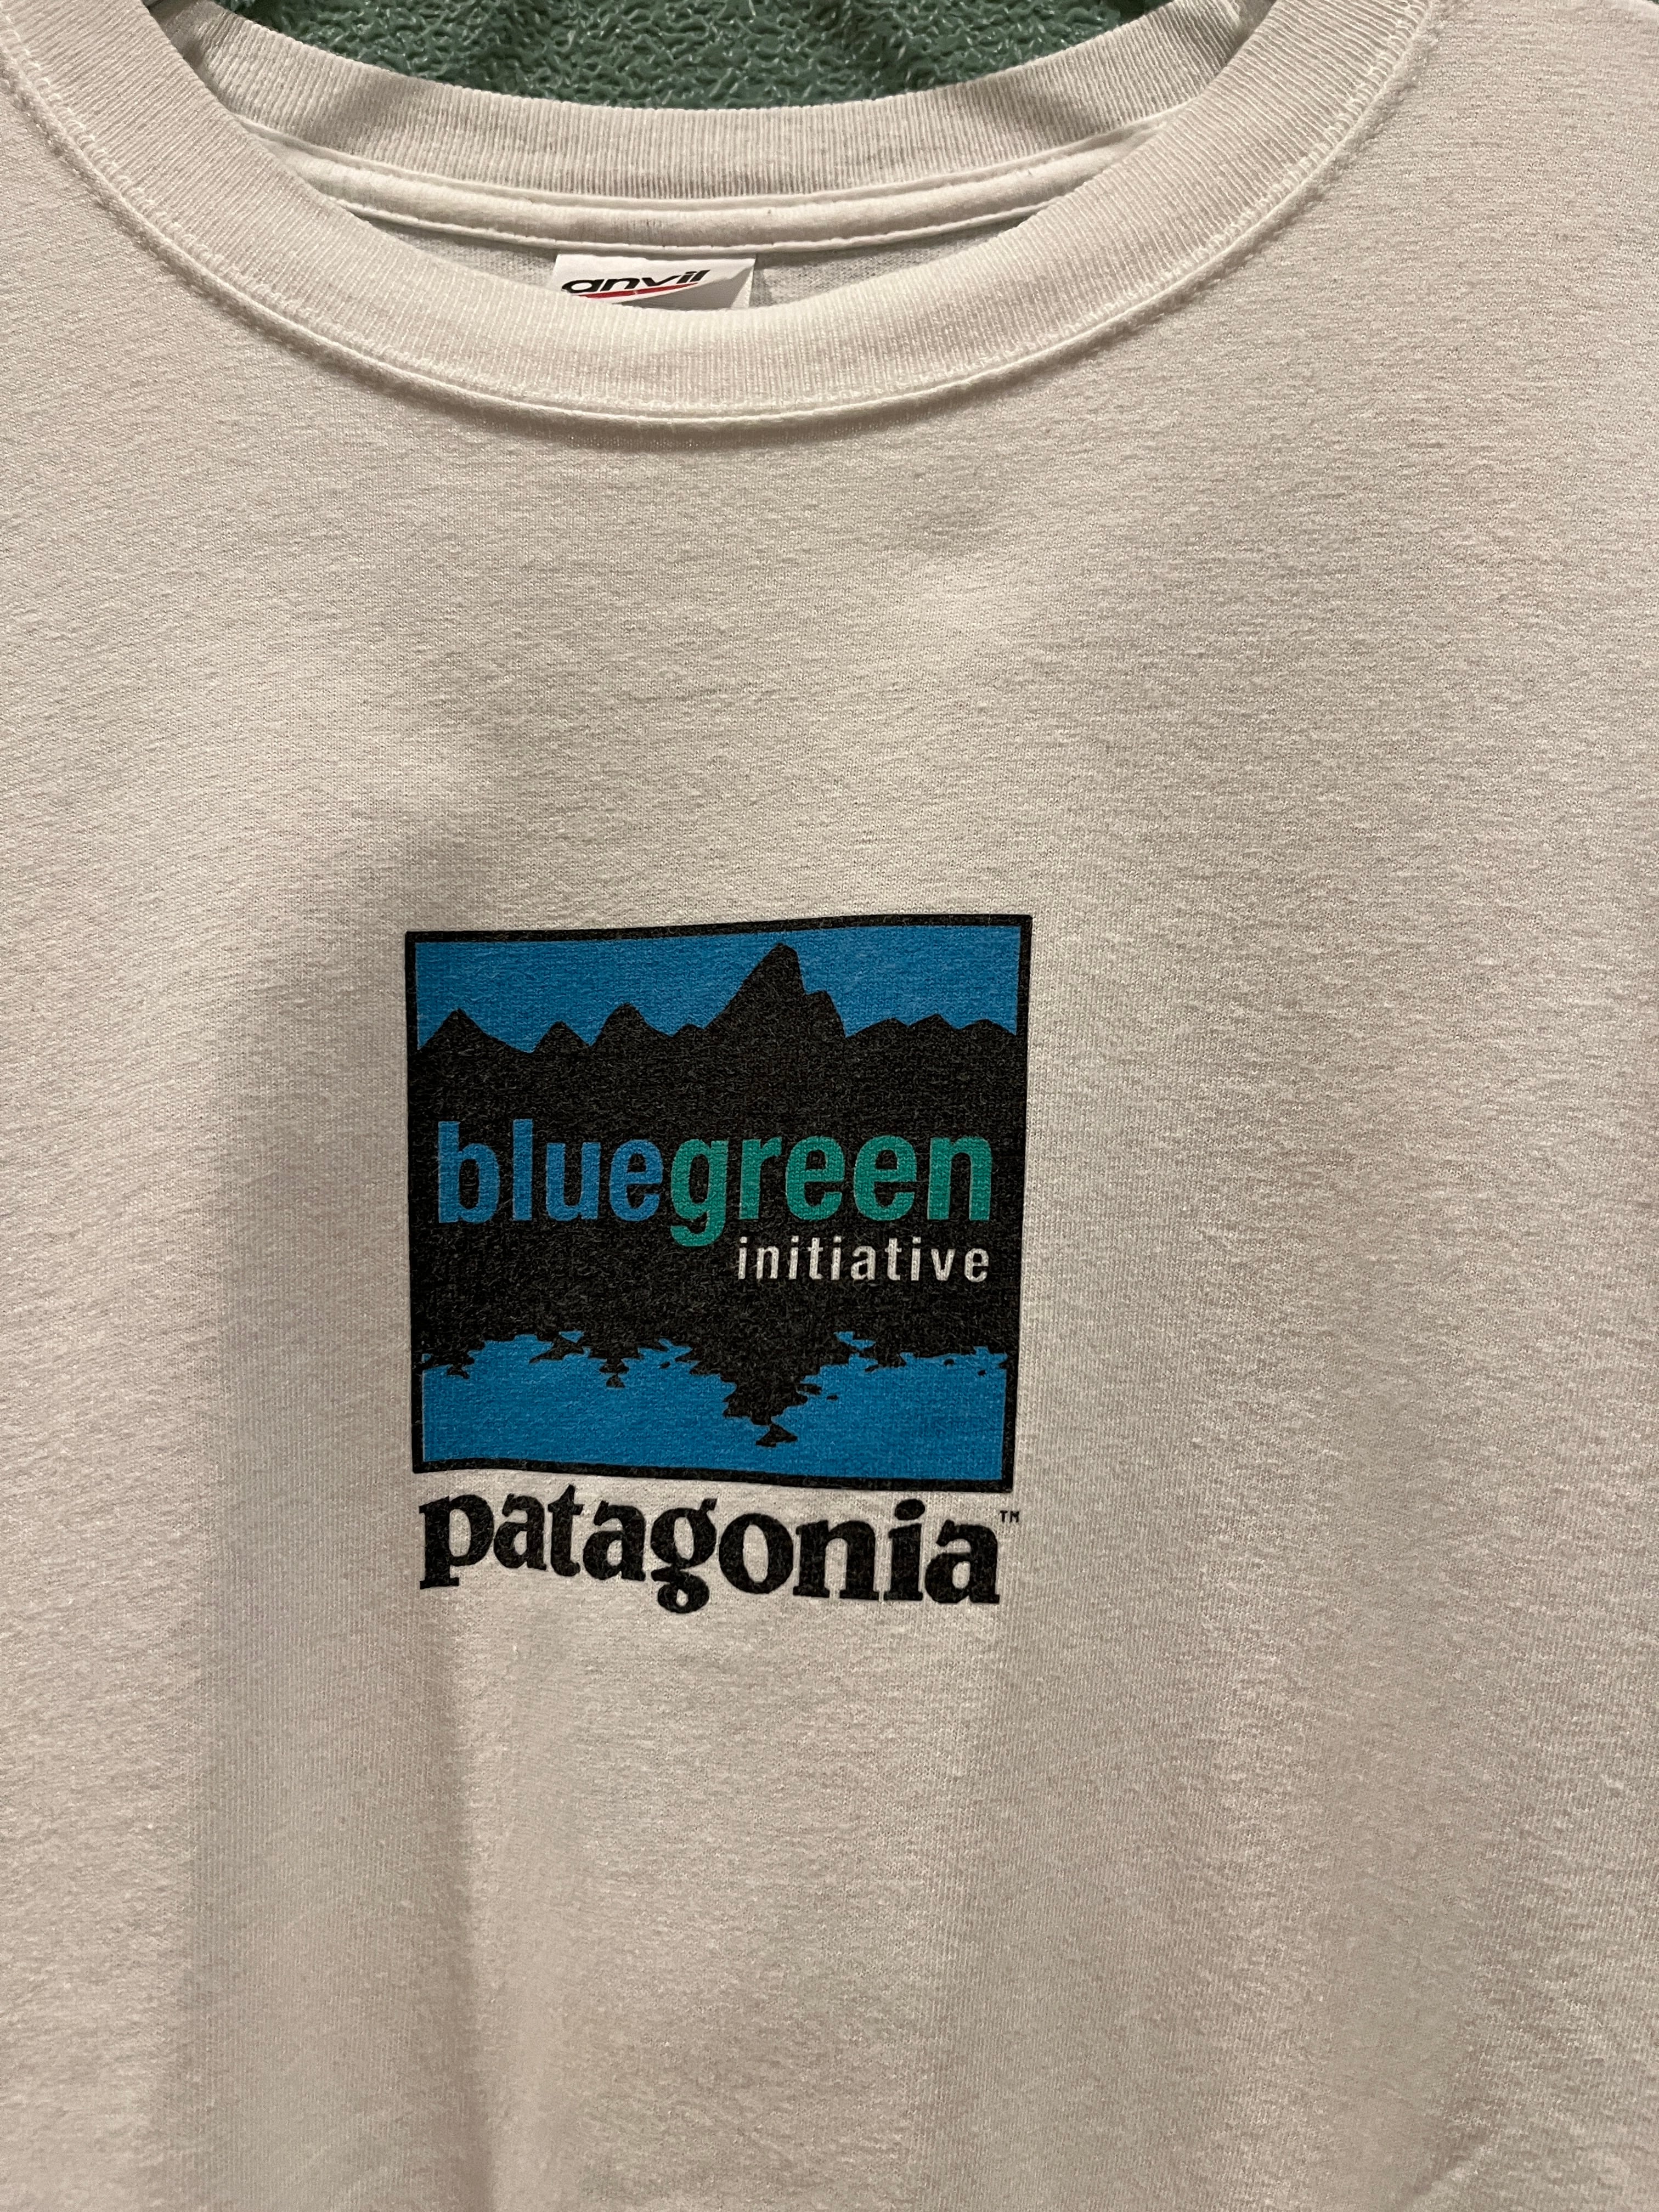 anvil
bluegreen
initiative
patagonia™